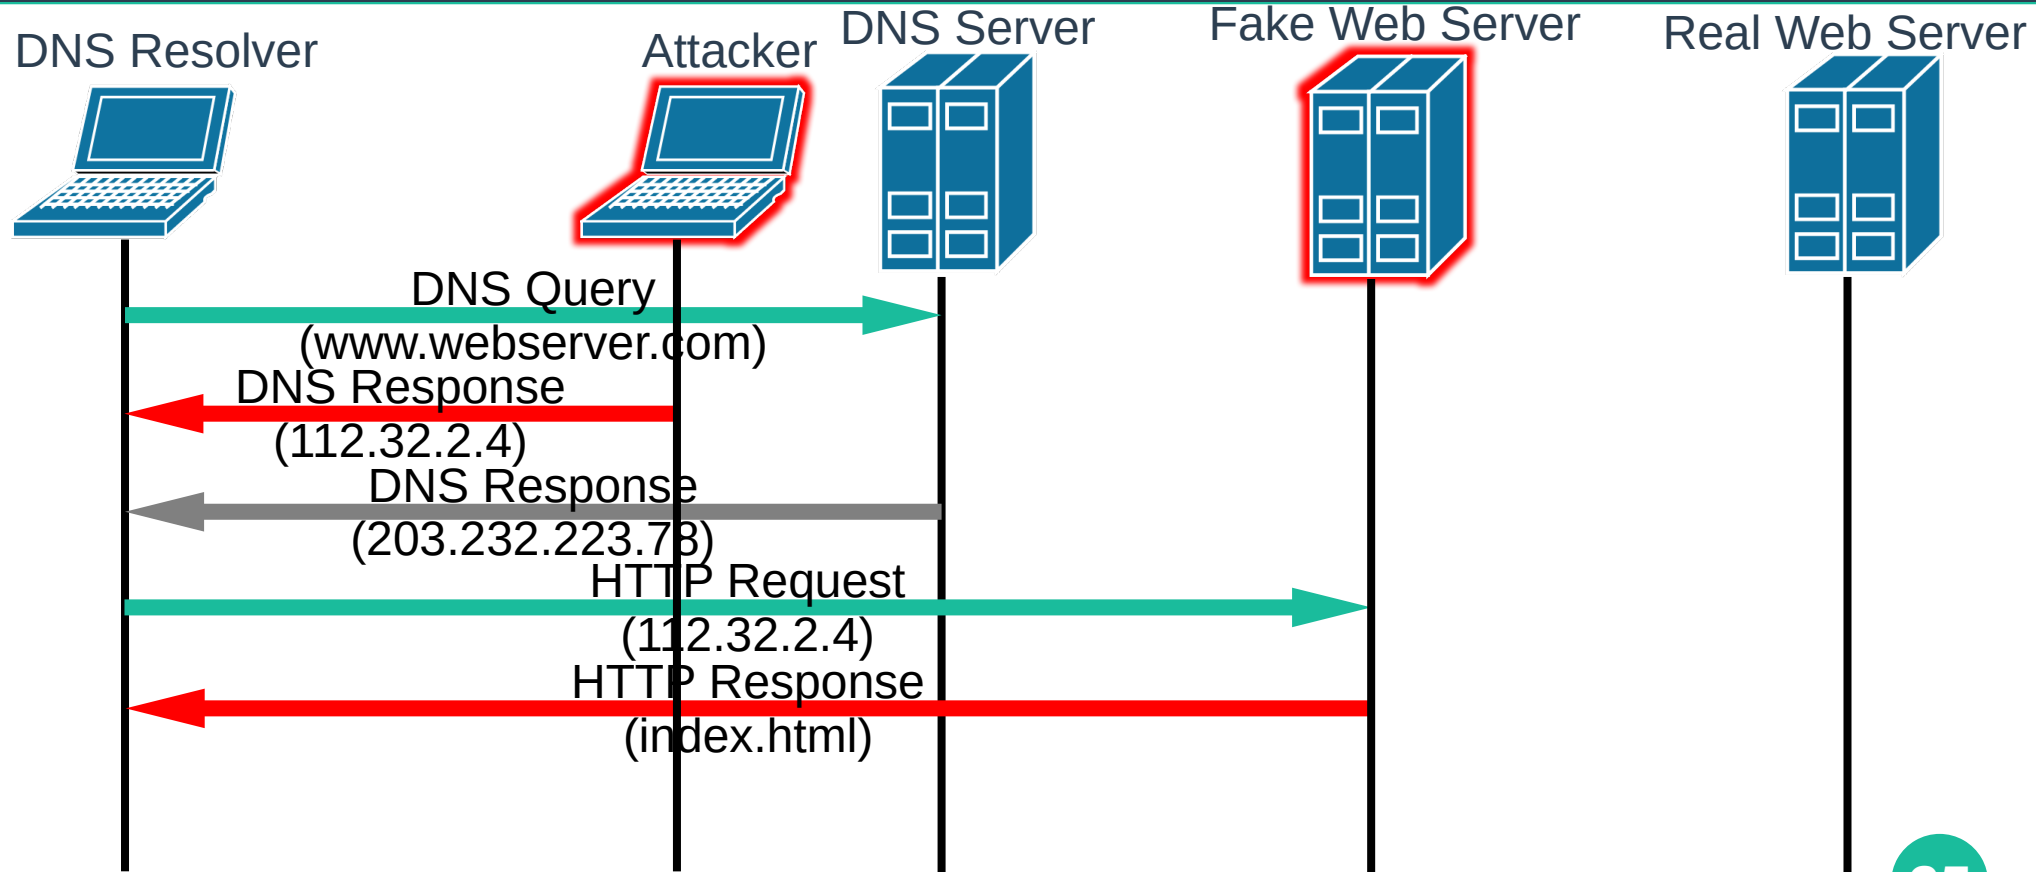 DNS Resolver
Attacker
DNS Server
Fake Web Server
Real Web Server
DNS Query
(www.webserver.com)
DNS Response
(112.32.2.4)
DNS Response
(203.232.223.78)
HTTP Request
(112.32.2.4)
HTTP Response
(index.html)